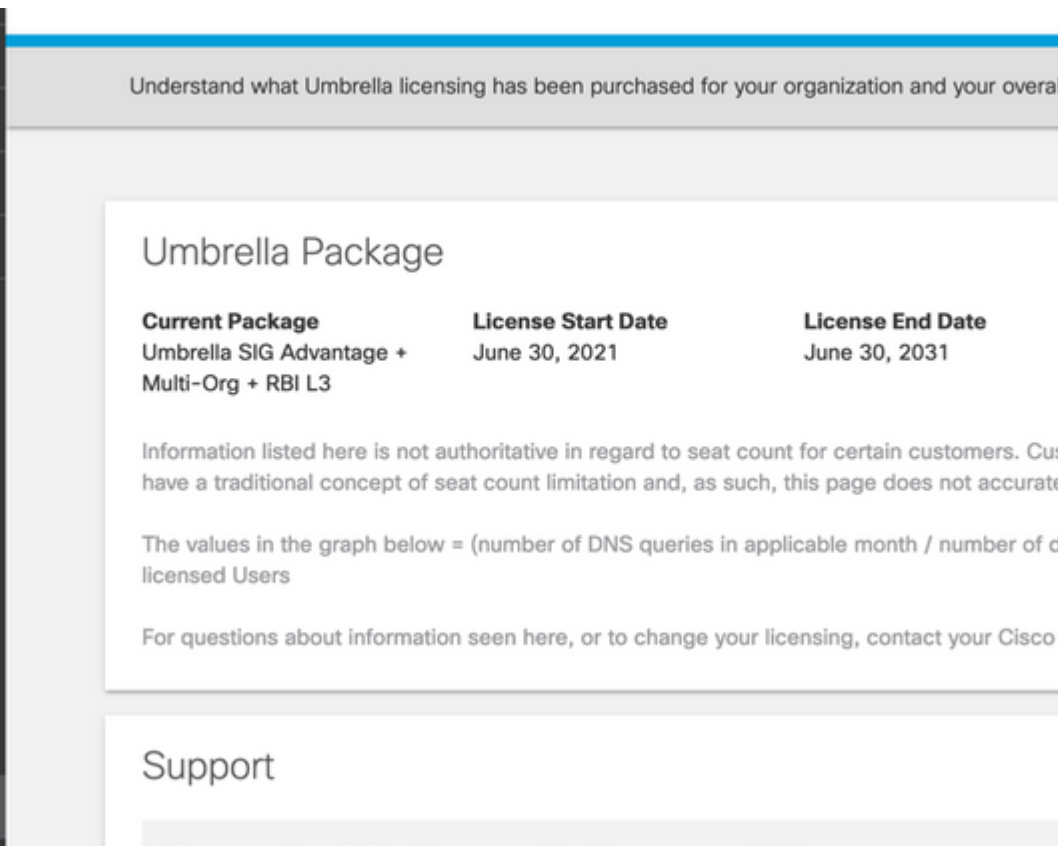 Understand what Umbrella licensing has been purchased for your organization and your overal
Umbrella Package
Current Package
Umbrella SIG Advantage +
Multi-Org + RBI L3
License Start Date
June 30, 2021
License End Date
June 30, 2031
Information listed here is not authoritative in regard to seat count for certain customers. Cus
have a traditional concept of seat count limitation and, as such, this page does not accurate
The values in the graph below = (number of DNS queries in applicable month / number of d
licensed Users
For questions about information seen here, or to change your licensing, contact your Cisco
Support